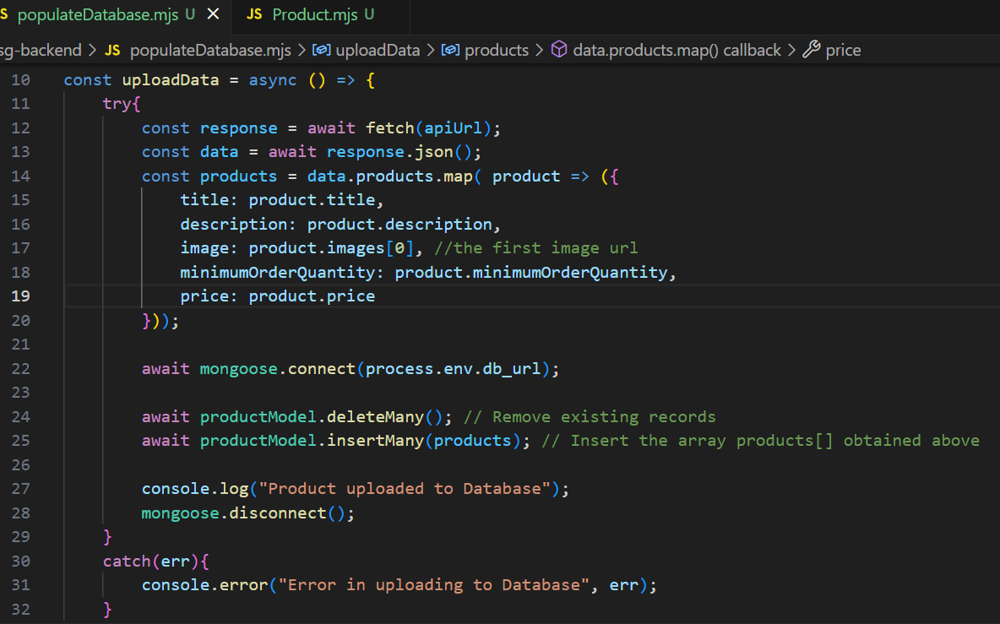 JS populateDatabase.mjs U × JS Product.mjs U
sg-backend > JS populateDatabase.mjs > uploadData > products > data.products.map() callback > price
10 const uploadData = async () => {
11 try{
12 const response = await fetch(apiUrl);
13 const data = await response.json();
14 const products = data.products.map( product => ({
15 title: product.title,
16 description: product.description,
17 image: product.images[0], //the first image url
18 minimumOrderQuantity: product.minimumOrderQuantity,
19 price: product.price
20 }));
21
22 await mongoose.connect(process.env.db_url);
23
24 await productModel.deleteMany(); // Remove existing records
25 await productModel.insertMany(products); // Insert the array products[] obtained above
26
27 console.log("Product uploaded to Database");
28 mongoose.disconnect();
29 }
30 catch(err){
31 console.error("Error in uploading to Database", err);
32 }